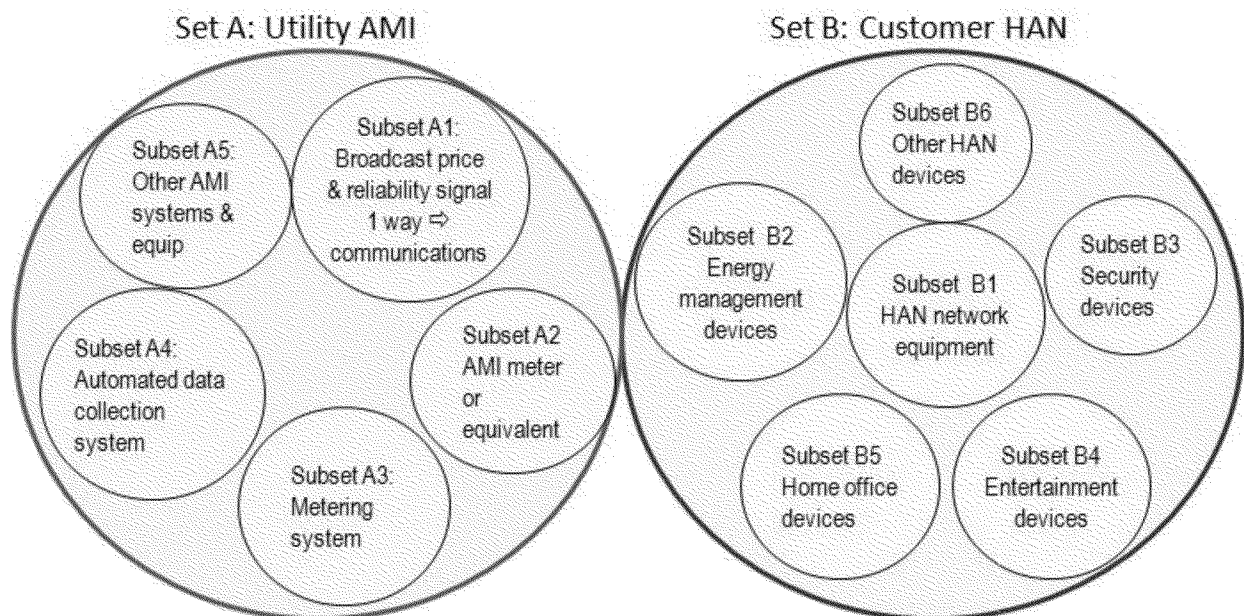 Set A: Utility AMI
Subset A1:
Broadcast price
& reliability signal
1 way ⇨
communications
Subset A5:
Other AMI
systems &
equip
Subset A4:
Automated data
collection
system
Subset A2
AMI meter
or
equivalent
Subset A3:
Metering
system
Set B: Customer HAN
Subset B6
Other HAN
devices
Subset B2
Energy
management
devices
Subset B1
HAN network
equipment
Subset B3
Security
devices
Subset B5
Home office
devices
Subset B4
Entertainment
devices